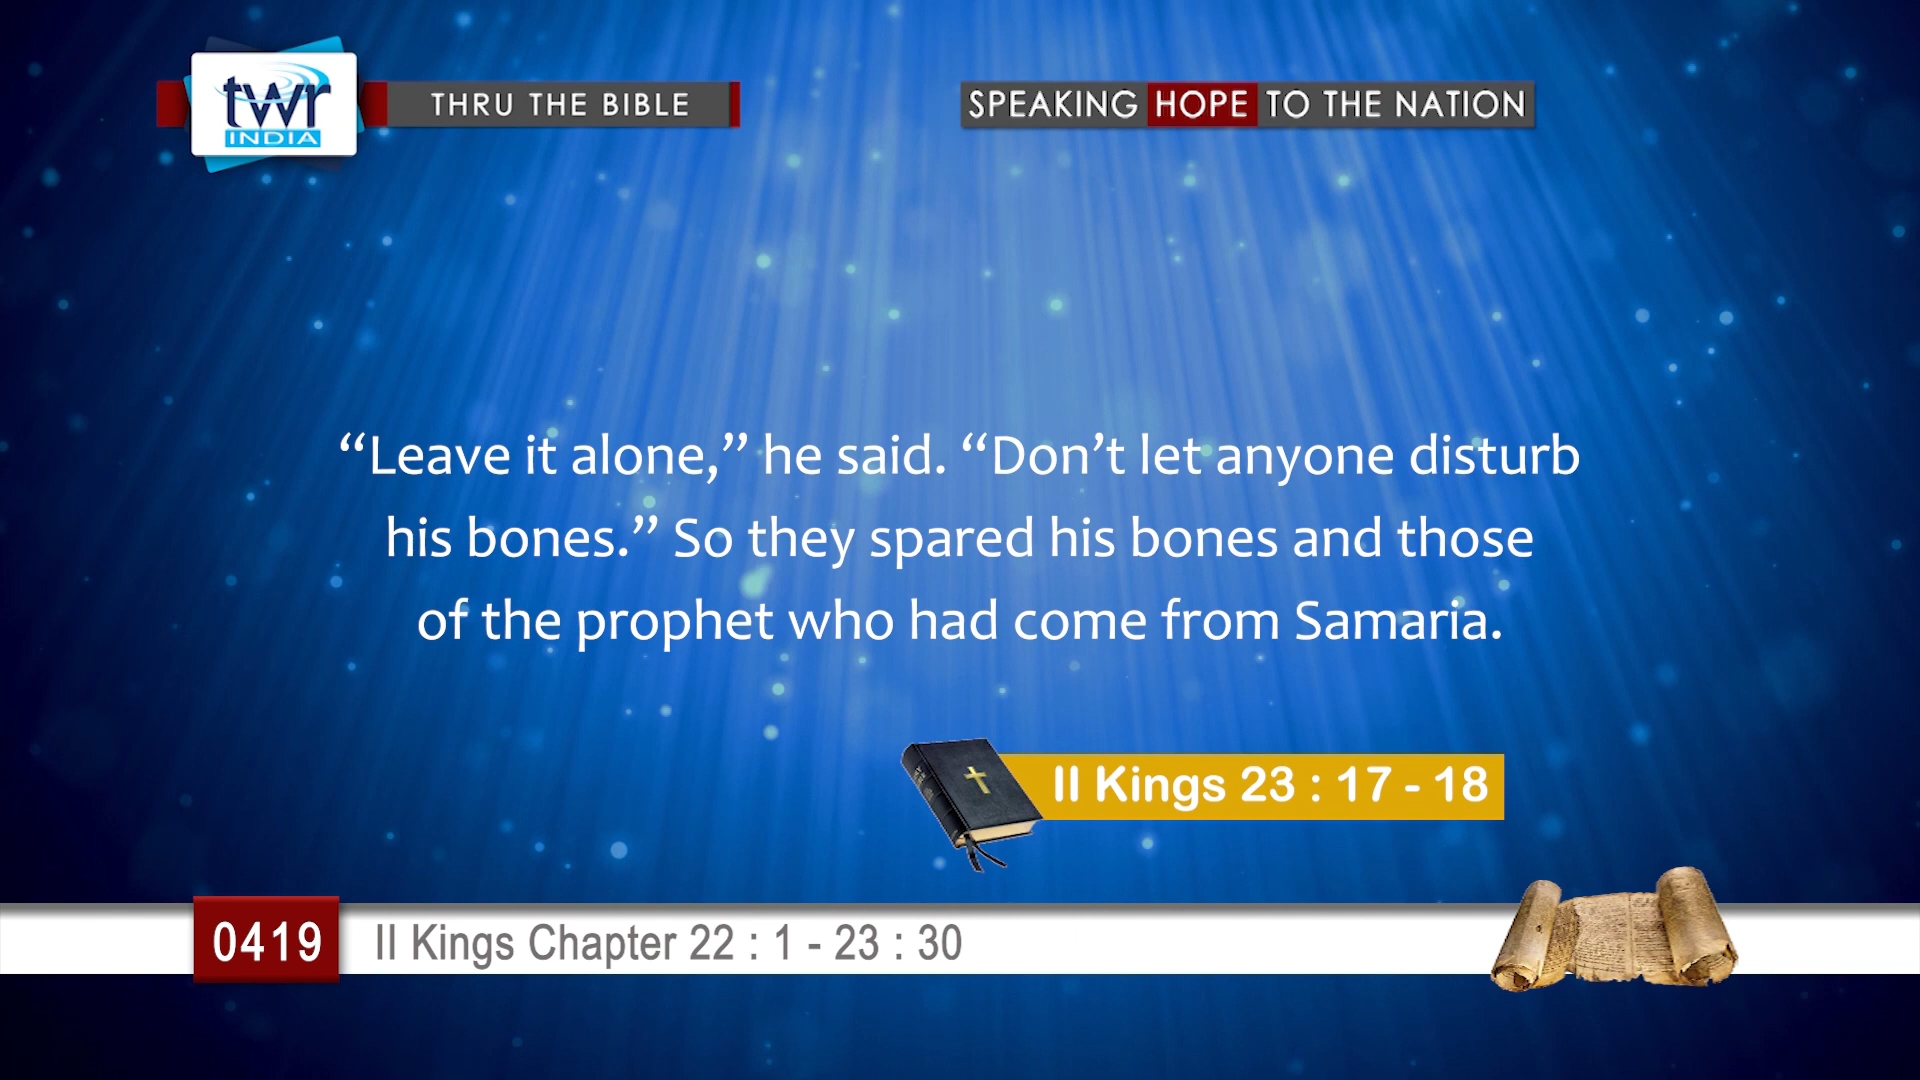 twr
INDIA
THRU THE BIBLE
SPEAKING HOPE TO THE NATION
“Leave it alone,” he said. “Don’t let anyone disturb
his bones.” So they spared his bones and those
of the prophet who had come from Samaria.
II Kings 23 : 17 - 18
0419
II Kings Chapter 22 : 1 - 23 : 30